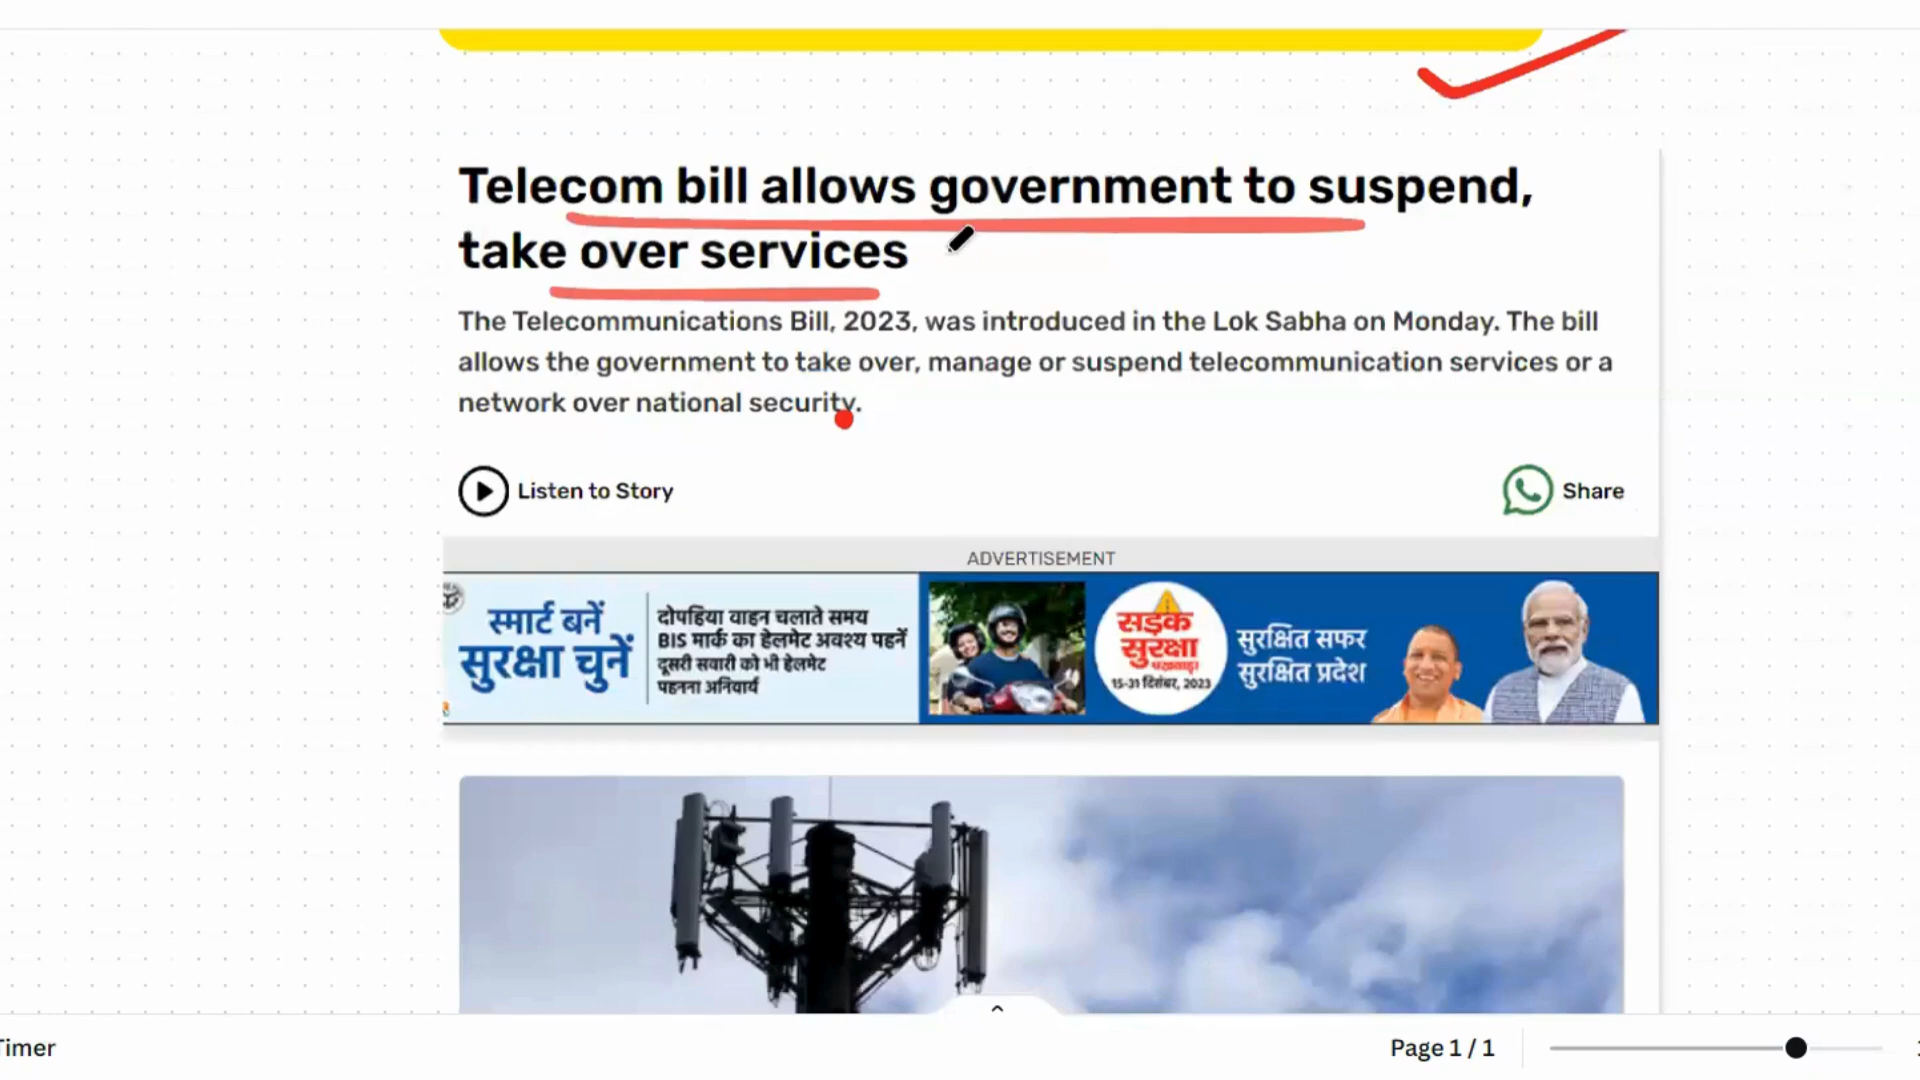 Telecom bill allows government to suspend,
take over services
The Telecommunications Bill, 2023, was introduced in the Lok Sabha on Monday. The bill
allows the government to take over, manage or suspend telecommunication services or a
network over national security.
Listen to Story
Share
ADVERTISEMENT
स्मार्ट बनें
सुरक्षा चुनें
दोपहिया वाहन चलाते समय
BIS मार्क का हेलमेट अवश्य पहनें
दूसरी सवारी को भी हेलमेट
पहनना अनिवार्य
सड़क
सुरक्षा
पखवाड़ा
15-31 दिसंबर, 2023
सुरक्षित सफर
सुरक्षित प्रदेश
Timer
Page 1 / 1